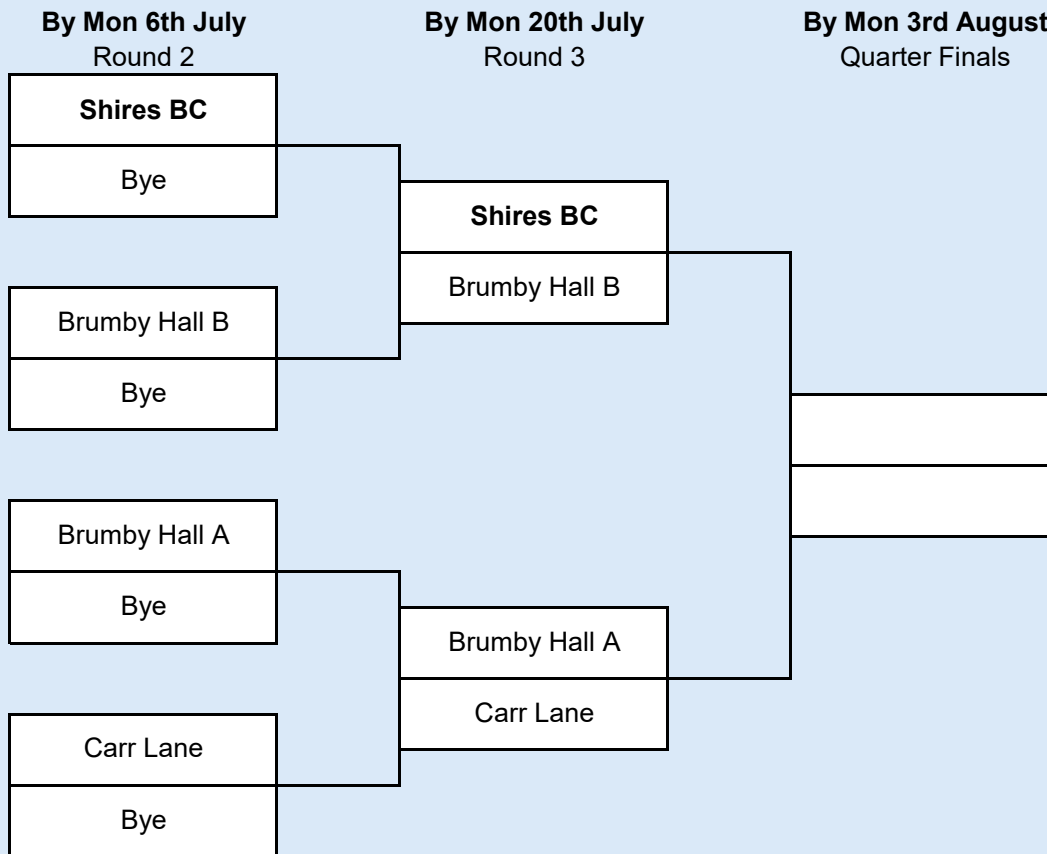 By Mon 6th July
Round 2
By Mon 20th July
Round 3
By Mon 3rd August
Quarter Finals
Shires BC
Bye
Brumby Hall B
Bye
Brumby Hall A
Bye
Carr Lane
Bye
Shires BC
Brumby Hall B
Brumby Hall A
Carr Lane